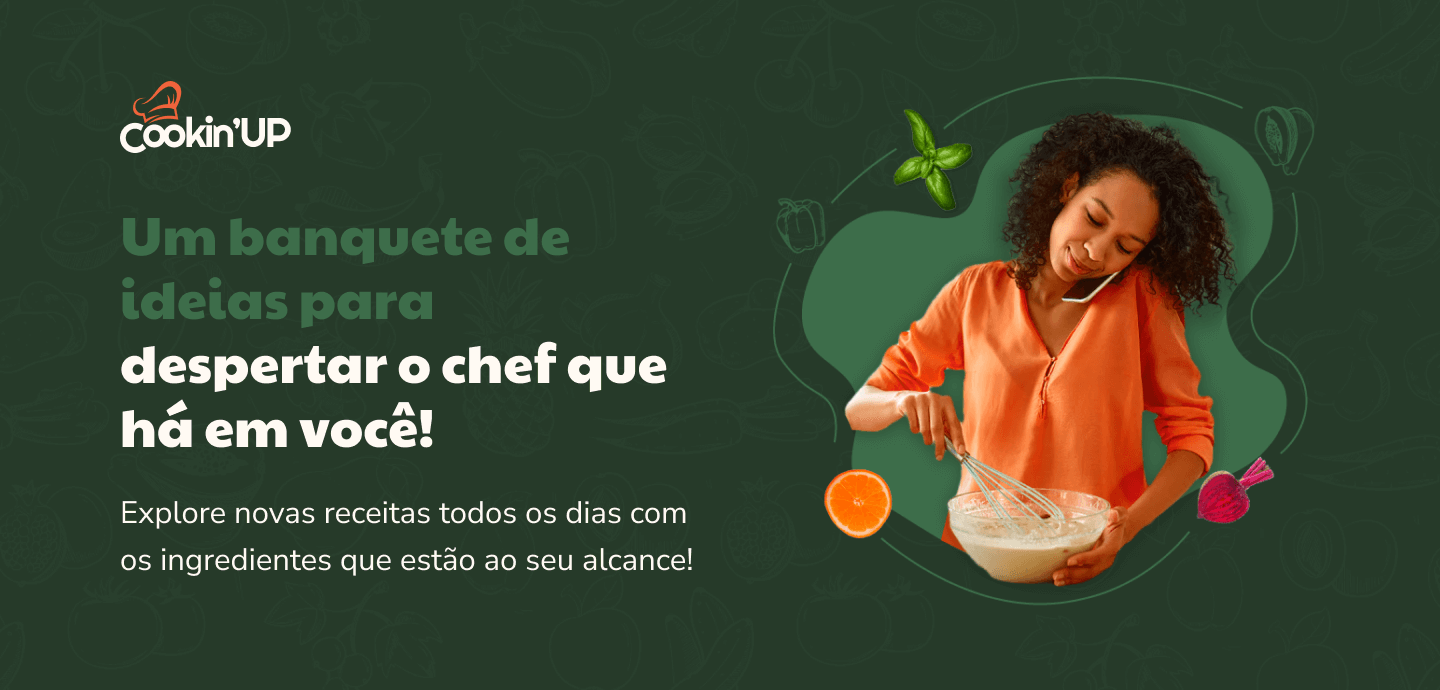 Cookin'UP
Um banquete de
ideias para
despertar o chef que
há em você!
Explore novas receitas todos os dias com
os ingredientes que estão ao seu alcance!